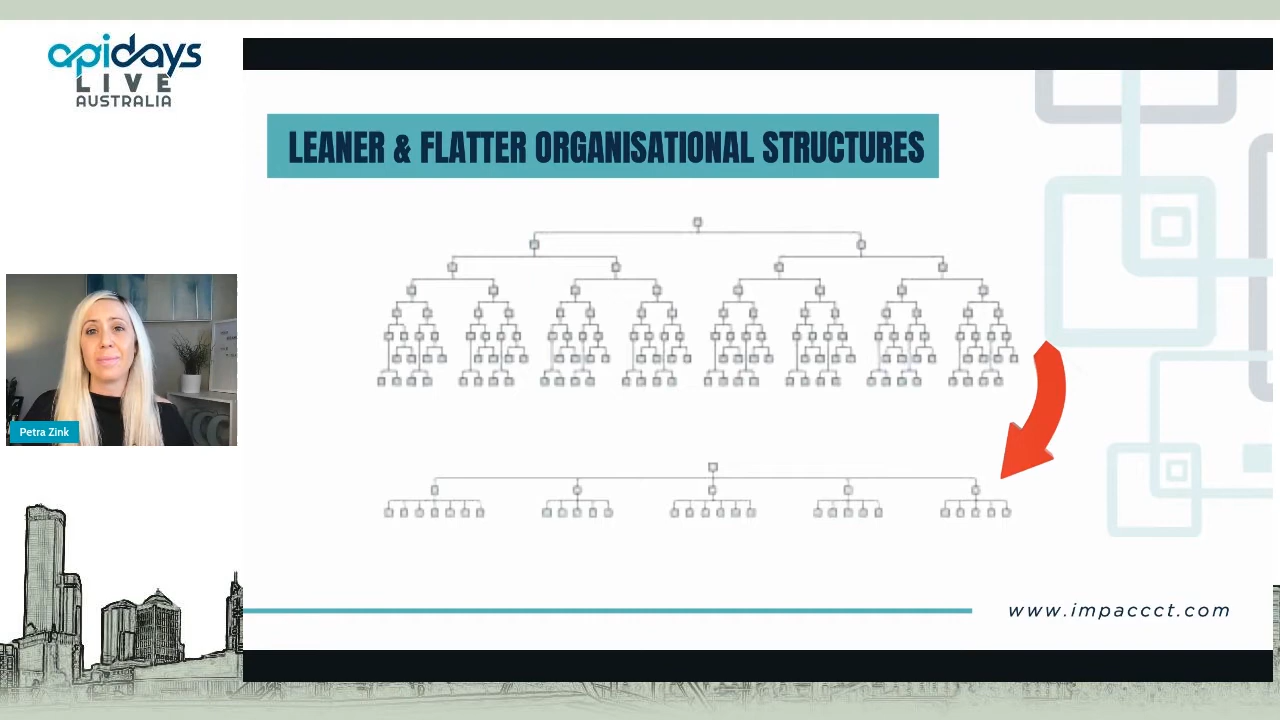 apidays
LIVE
AUSTRALIA
LEANER & FLATTER ORGANISATIONAL STRUCTURES
Petra Zink
www.impaccct.com